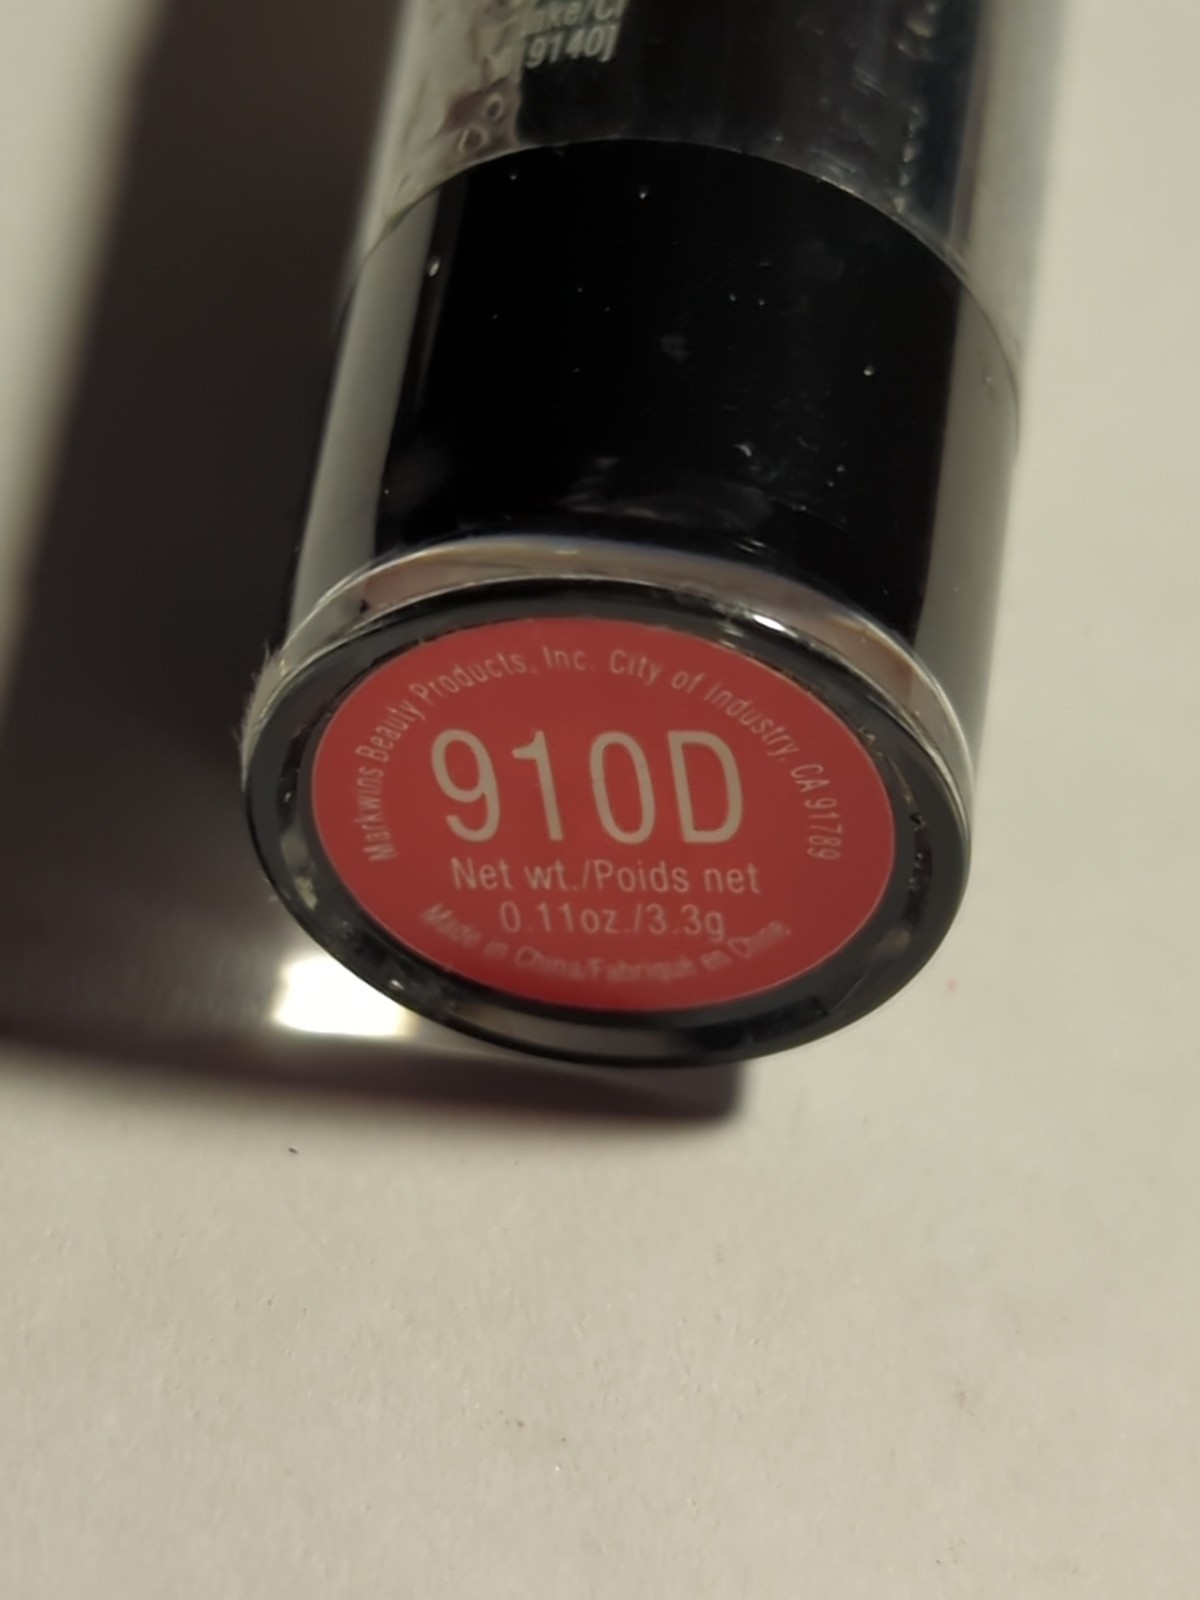 9140]
Markwins Beauty Products, Inc. City of Industry, CA 91789
910D
Net wt./Poids net
0.11oz./3.3g
Made in China/Fabriqué en Chine